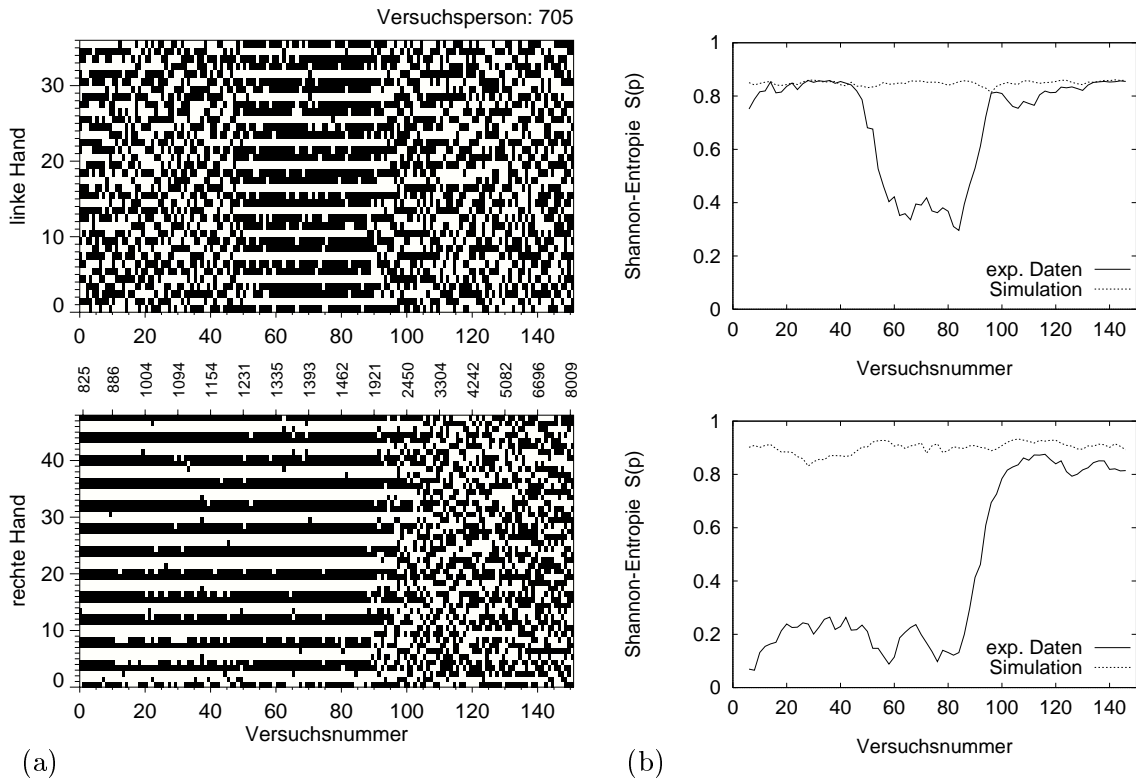 Versuchsperson: 705
linke Hand
30
20
10
0
0 20 40 60 80 100 120 140
825 886 1004 1094 1154 1231 1335 1393 1462 1921 2450 3304 4242 5082 6696 8009
rechte Hand
40
30
20
10
0
0 20 40 60 80 100 120 140
Versuchsnummer
(a)
Shannon-Entropie S(p)
1
0.8
0.6
0.4
0.2
0
exp. Daten
Simulation
0 20 40 60 80 100 120 140
Versuchsnummer
Shannon-Entropie S(p)
1
0.8
0.6
0.4
0.2
0
exp. Daten
Simulation
0 20 40 60 80 100 120 140
Versuchsnummer
(b)